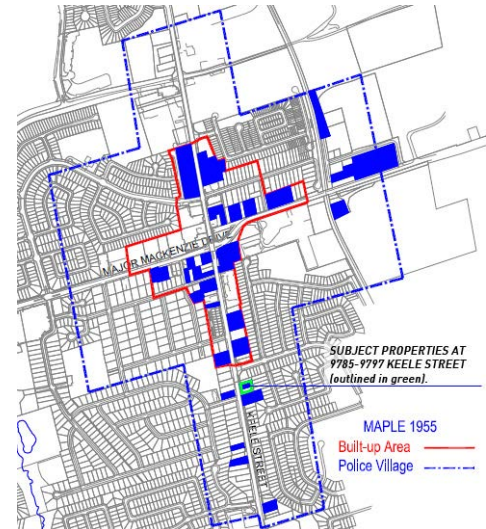 MAJOR MACKENZIE DRIVE
SUBJECT PROPERTIES AT
9785-9797 KEELE STREET
(outlined in green).
KEELE STREET
MAPLE 1955
Built-up Area
Police Village